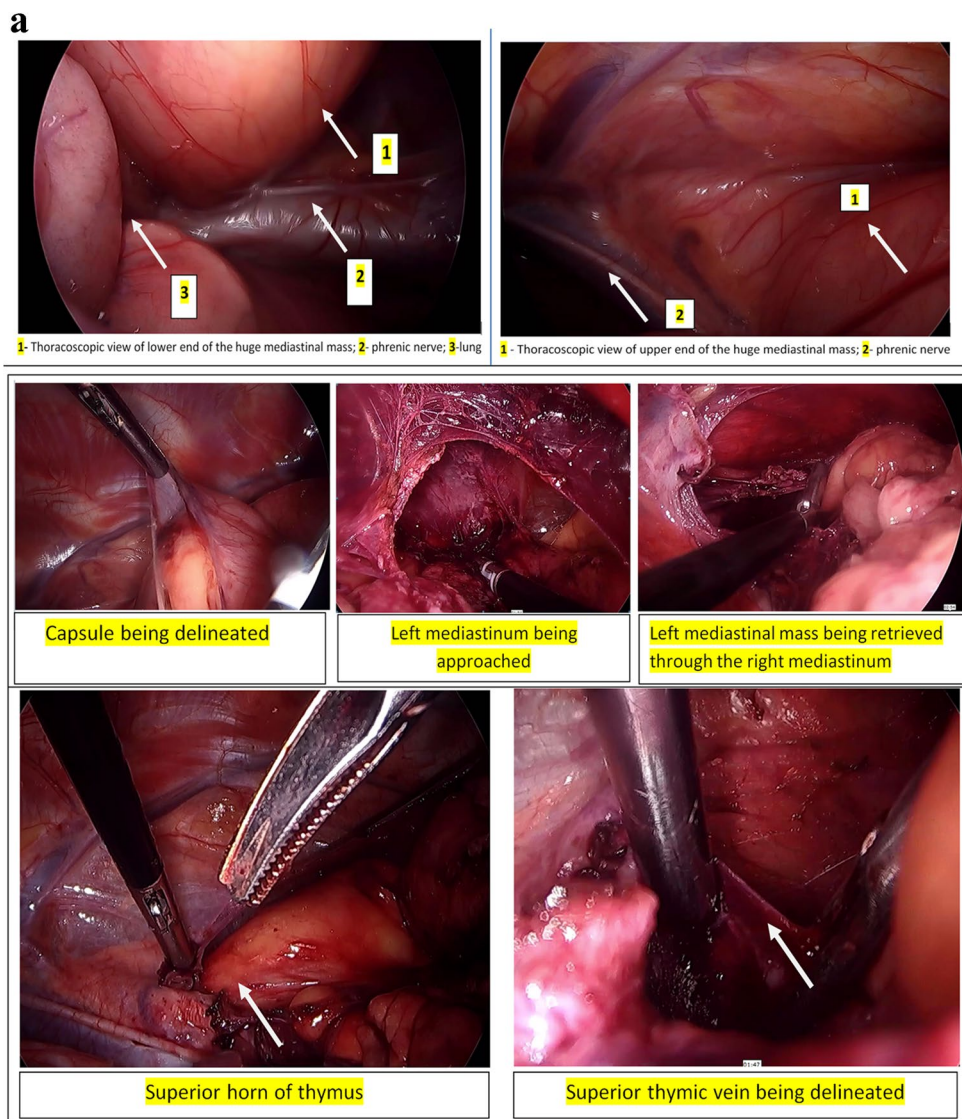 a
1
2
3
1- Thoracoscopic view of lower end of the huge mediastinal mass; 2- phrenic nerve; 3-lung
1
2
1 - Thoracoscopic view of upper end of the huge mediastinal mass; 2- phrenic nerve
Capsule being delineated
Left mediastinum being
approached
Left mediastinal mass being retrieved
through the right mediastinum
Superior horn of thymus
01:47
Superior thymic vein being delineated